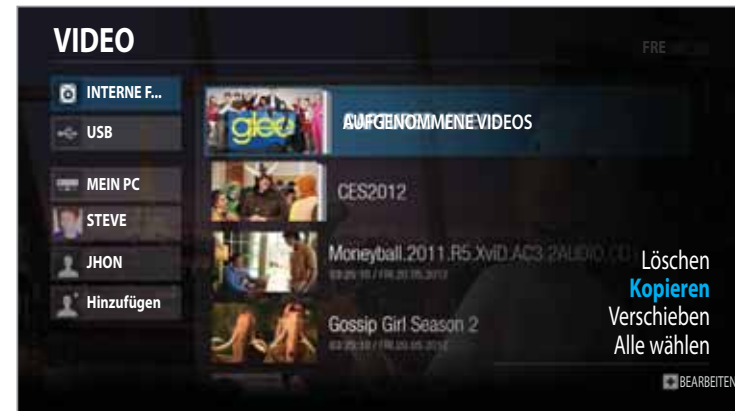 VIDEO
FRE
INTERNE F...
USB
MEIN PC
STEVE
JHON
Hinzufügen
glee
AUFGENOMMENE VIDEOS
CES2012
Moneyball.2011.R5.XviD.AC3.2AUDIO.CD
Gossip Girl Season 2
Löschen
Kopieren
Verschieben
Alle wählen
BEARBEITEN